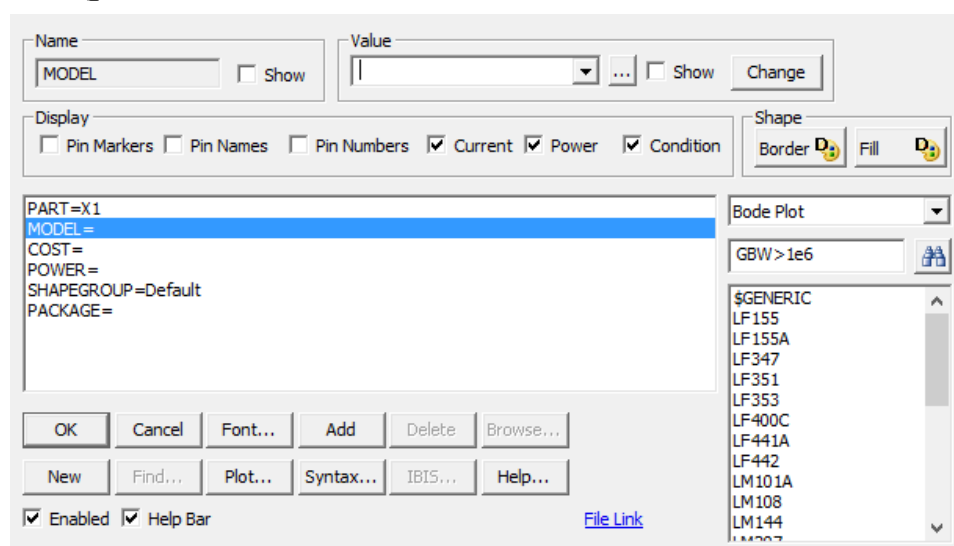 Name
Value
MODEL
Show
...
Show
Change
Display
Pin Markers Pin Names Pin Numbers Current Power Condition
Shape
Border Fill
PART=X1
MODEL=
COST=
POWER=
SHAPEGROUP=Default
PACKAGE=
Bode Plot
GBW>1e6
$GENERIC
LF155
LF155A
LF347
LF351
LF353
LF400C
LF441A
LF442
LM101A
LM108
LM144
OK Cancel Font... Add Delete Browse...
New Find... Plot... Syntax... IBIS... Help...
Enabled Help Bar File Link